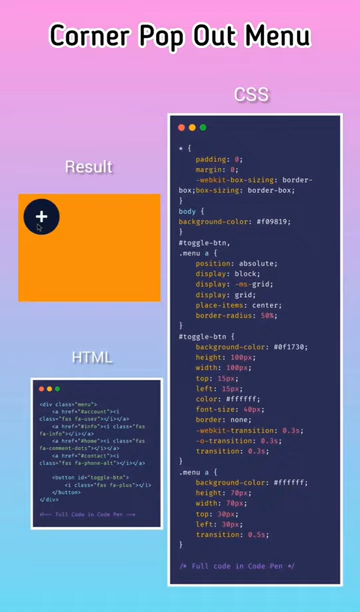 Corner Pop Out Menu
CSS
Result
HTML
* {
padding: 0;
margin: 0;
-webkit-box-sizing: border-
box;box-sizing: border-box;
}
body {
background-color: #f09819;
}
#toggle-btn,
.menu a {
position: absolute;
display: block;
display: -ms-grid;
display: grid;
place-items: center;
border-radius: 50%;
}
#toggle-btn {
background-color: #0f1730;
height: 100px;
width: 100px;
top: 15px;
left: 15px;
color: #ffffff;
font-size: 40px;
border: none;
-webkit-transition: 0.3s;
-o-transition: 0.3s;
transition: 0.3s;
}
.menu a {
background-color: #ffffff;
height: 70px;
width: 70px;
top: 30px;
left: 30px;
transition: 0.5s;
}
/* Full code in Code Pen */
<div class="menu">
<a href="#account"><i
class="fas fa-user"></i></a>
<a href="#info"><i class="fas
fa-info"></i></a>
<a href="#home"><i class="fas
fa-comment-dots"></i></a>
<a href="#contact"><i
class="fas fa-phone-alt"></i></a>
<button id="toggle-btn">
<i class="fas fa-plus"></i>
</button>
</div>
<!-- Full Code in Code Pen -->